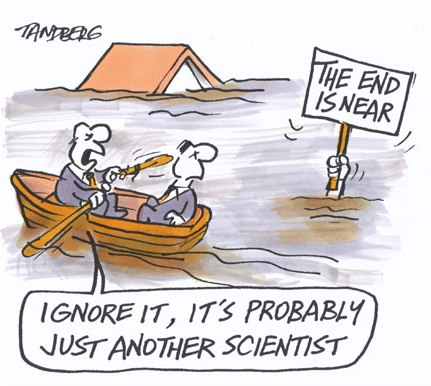 TANDBERG
THE END
IS NEAR
IGNORE IT, IT'S PROBABLY
JUST ANOTHER SCIENTIST